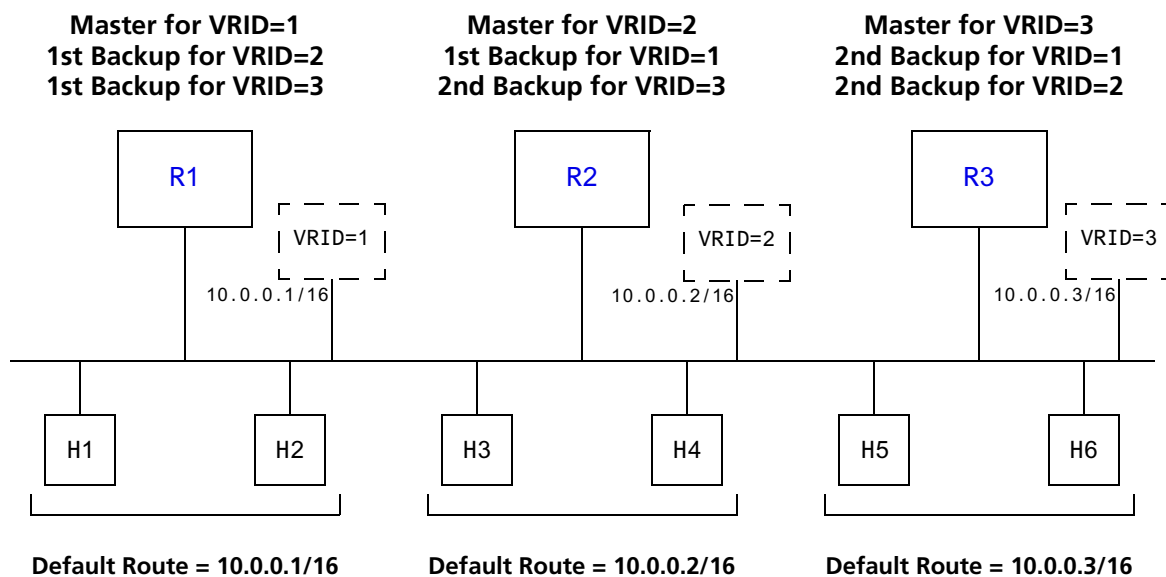 Master for VRID=1
1st Backup for VRID=2
1st Backup for VRID=3
Master for VRID=2
1st Backup for VRID=1
2nd Backup for VRID=3
Master for VRID=3
2nd Backup for VRID=1
2nd Backup for VRID=2
R1
R2
R3
VRID=1
VRID=2
VRID=3
10.0.0.1/16
10.0.0.2/16
10.0.0.3/16
H1
H2
H3
H4
H5
H6
Default Route = 10.0.0.1/16
Default Route = 10.0.0.2/16
Default Route = 10.0.0.3/16